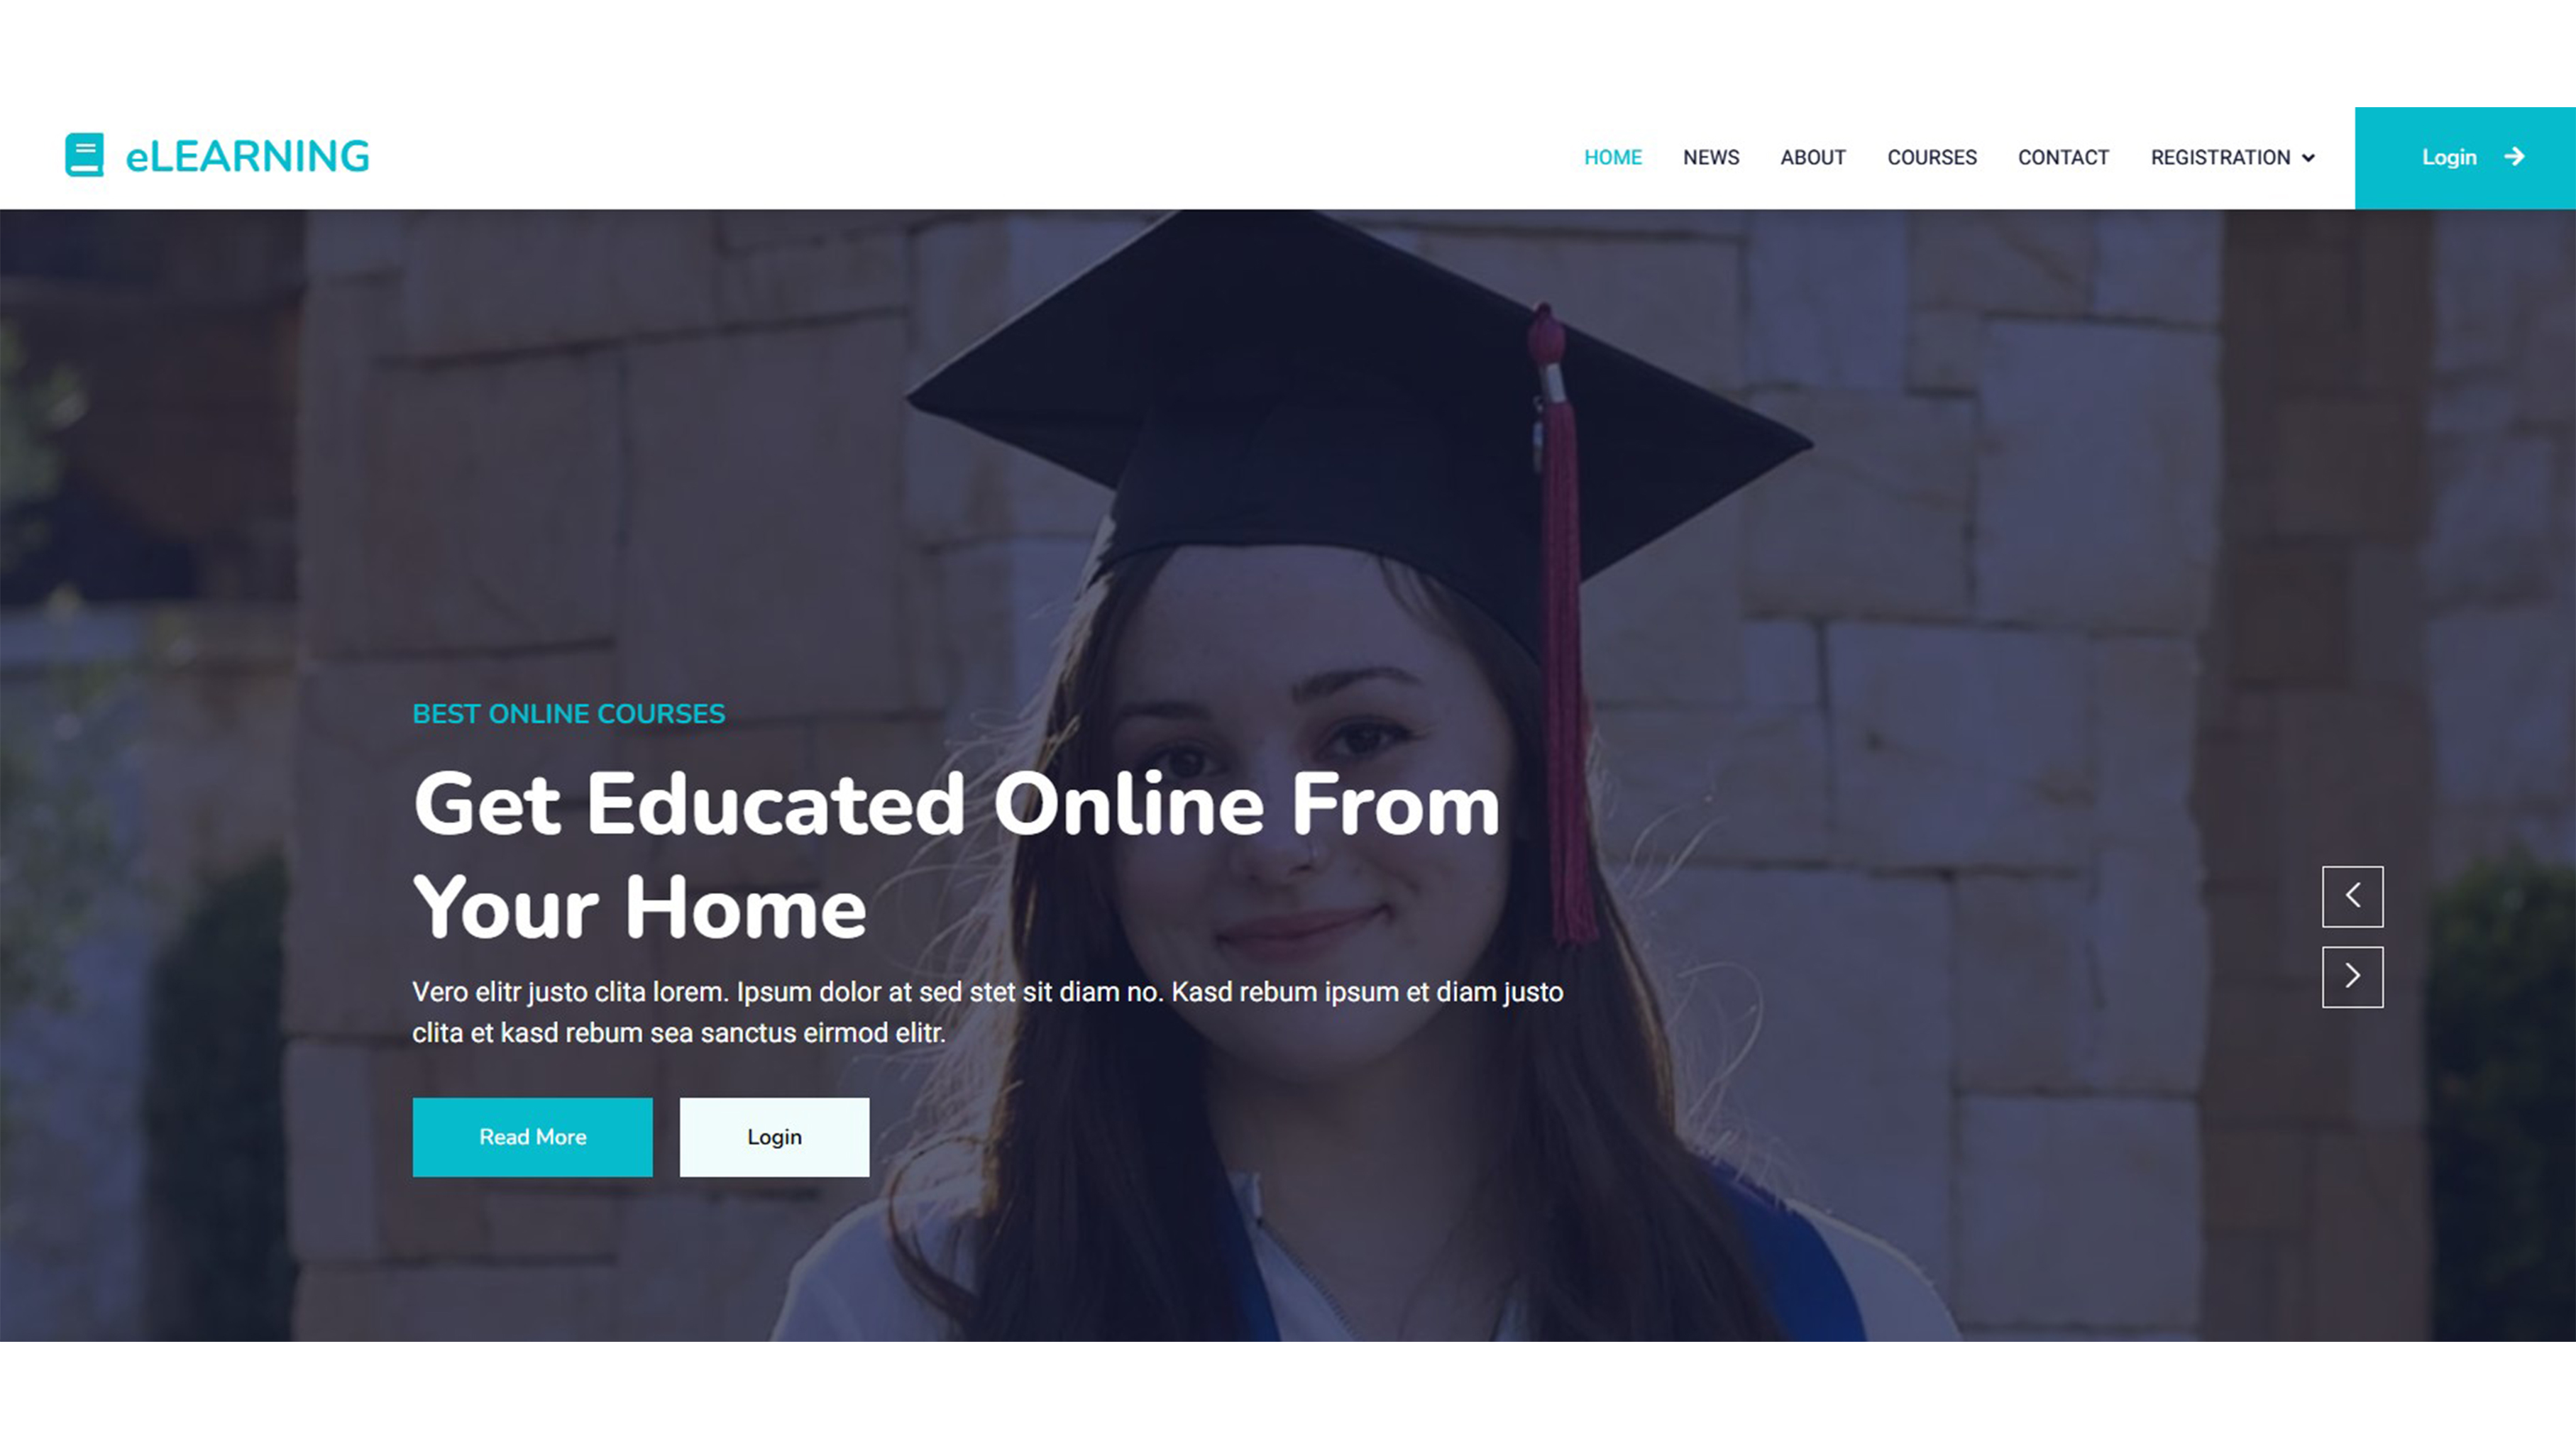 eLEARNING
HOME NEWS ABOUT COURSES CONTACT REGISTRATION Login
BEST ONLINE COURSES
Get Educated Online From
Your Home
Vero elitr justo clita lorem. Ipsum dolor at sed stet sit diam no. Kasd rebum ipsum et diam justo
clita et kasd rebum sea sanctus eirmod elitr.
Read More Login